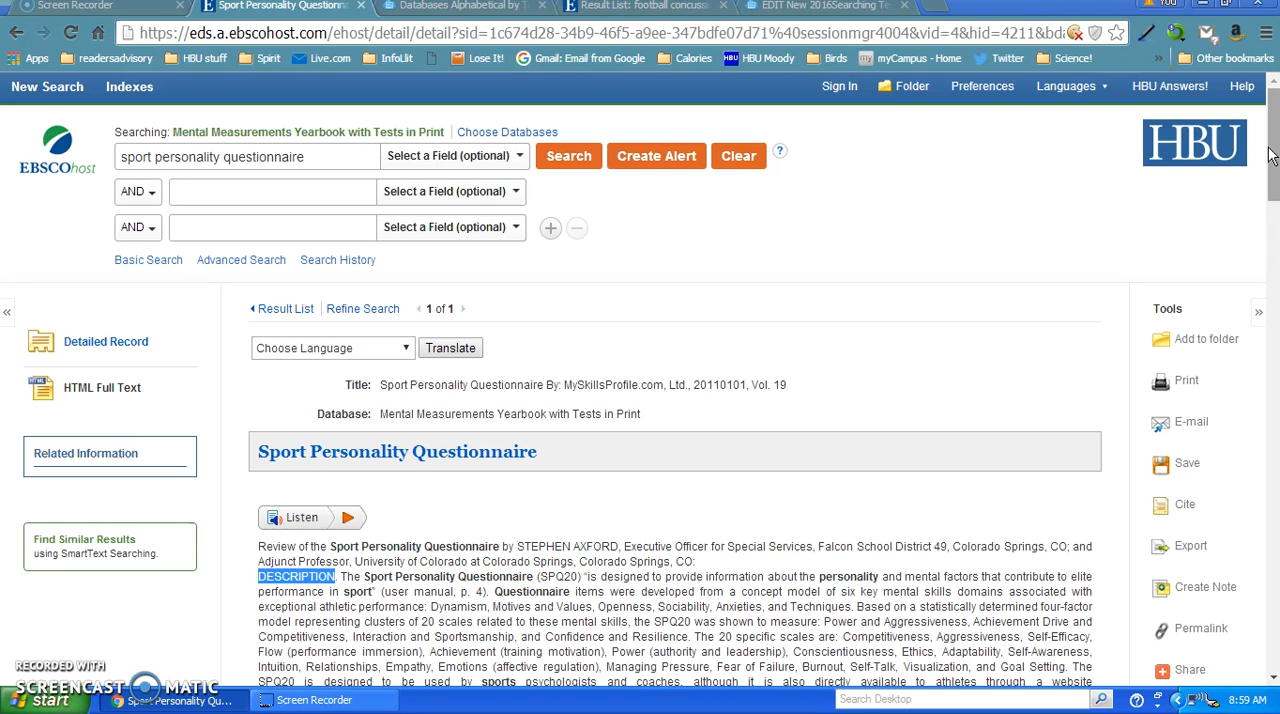 Screen Recorder
Sport Personality Questionn
Databases Alphabetical by T
Result List: football concuss
EDIT New 2016Searching Te
You
https://eds.a.ebscohost.com/ehost/detail/detail?sid=1c674d28-34b9-46f5-a9ee-347bdfe07d71%40sessionmgr4004&vid=4&hid=4211&bd
Apps readersadvisory HBU stuff Spirit Live.com InfoLit Lose It! Gmail: Email from Google Calories HBU HBU Moody Birds myCampus - Home Twitter Science! » Other bookmarks
New Search Indexes Sign In Folder Preferences Languages HBU Answers! Help
Searching: Mental Measurements Yearbook with Tests in Print Choose Databases
EBSCOhost
sport personality questionnaire Select a Field (optional) Search Create Alert Clear ?
HBU
AND Select a Field (optional)
AND Select a Field (optional)
Basic Search Advanced Search Search History
Result List Refine Search 1 of 1
Tools
Detailed Record
HTML Full Text
Related Information
Find Similar Results
using SmartText Searching.
Choose Language Translate
Title: Sport Personality Questionnaire By: MySkillsProfile.com, Ltd., 20110101, Vol. 19
Database: Mental Measurements Yearbook with Tests in Print
Sport Personality Questionnaire
Listen
Review of the Sport Personality Questionnaire by STEPHEN AXFORD, Executive Officer for Special Services, Falcon School District 49, Colorado Springs, CO; and
Adjunct Professor, University of Colorado at Colorado Springs, Colorado Springs, CO:
DESCRIPTION. The Sport Personality Questionnaire (SPQ20) "is designed to provide information about the personality and mental factors that contribute to elite
performance in sport" (user manual, p. 4). Questionnaire items were developed from a concept model of six key mental skills domains associated with
exceptional athletic performance: Dynamism, Motives and Values, Openness, Sociability, Anxieties, and Techniques. Based on a statistically determined four-factor
model representing clusters of 20 scales related to these mental skills, the SPQ20 was shown to measure: Power and Aggressiveness, Achievement Drive and
Competitiveness, Interaction and Sportsmanship, and Confidence and Resilience. The 20 specific scales are: Competitiveness, Aggressiveness, Self-Efficacy,
Flow (performance immersion), Achievement (training motivation), Power (authority and leadership), Conscientiousness, Ethics, Adaptability, Self-Awareness,
Intuition, Relationships, Empathy, Emotions (affective regulation), Managing Pressure, Fear of Failure, Burnout, Self-Talk, Visualization, and Goal Setting. The
SPQ20 is designed to be used by sports psychologists and coaches, although it is also directly available to athletes through a website
Add to folder
Print
E-mail
Save
Cite
Export
Create Note
Permalink
Share
RECORDED WITH
SCREENCAST MATIC
start
Sport Personality Qu...
Screen Recorder
Search Desktop
8:59 AM